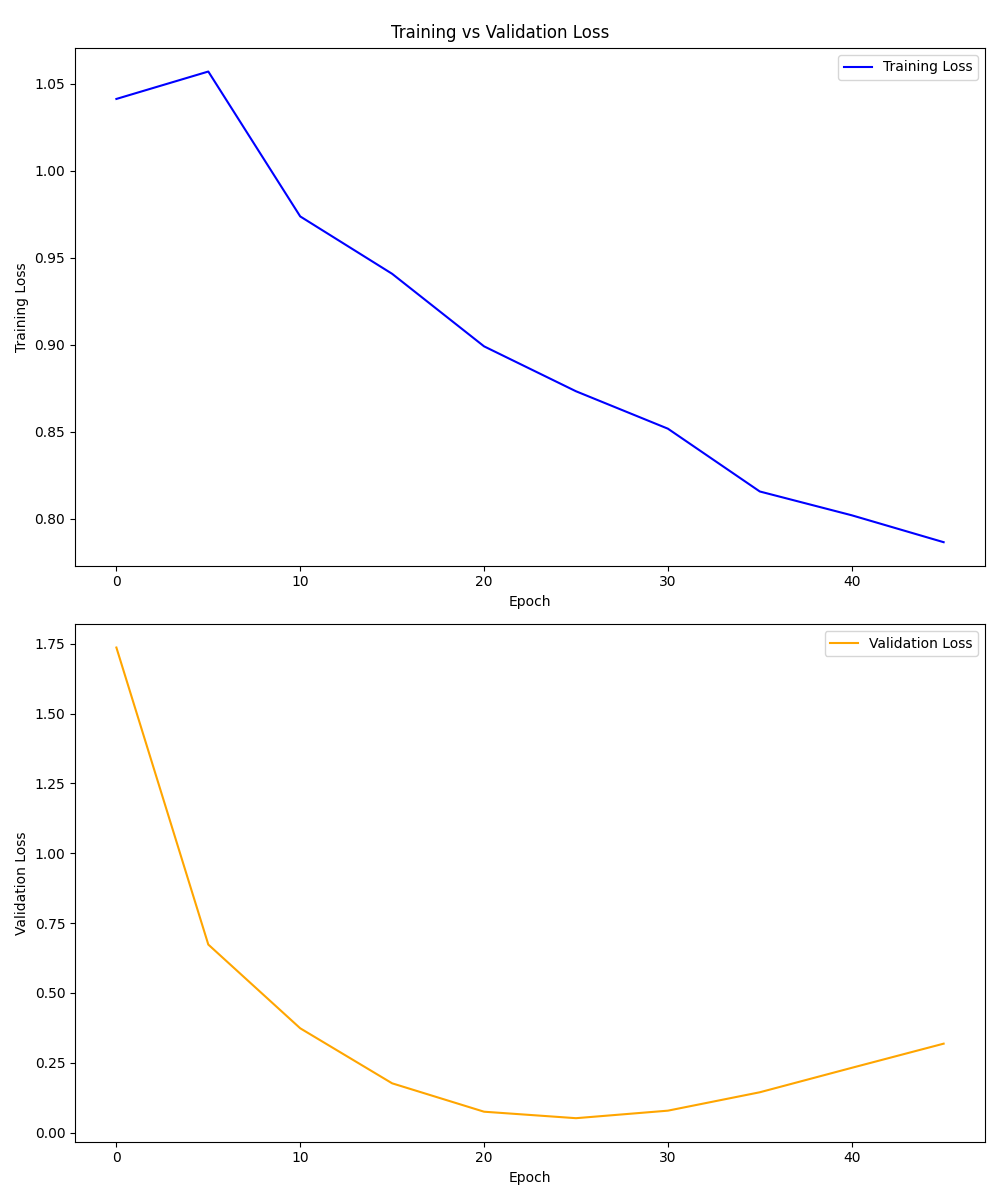 Training vs Validation Loss
Training Loss
1.05
1.00
0.95
0.90
0.85
0.80
Training Loss
0 10 20 30 40
Epoch
Validation Loss
1.75
1.50
1.25
1.00
0.75
0.50
0.25
0.00
Validation Loss
0 10 20 30 40
Epoch